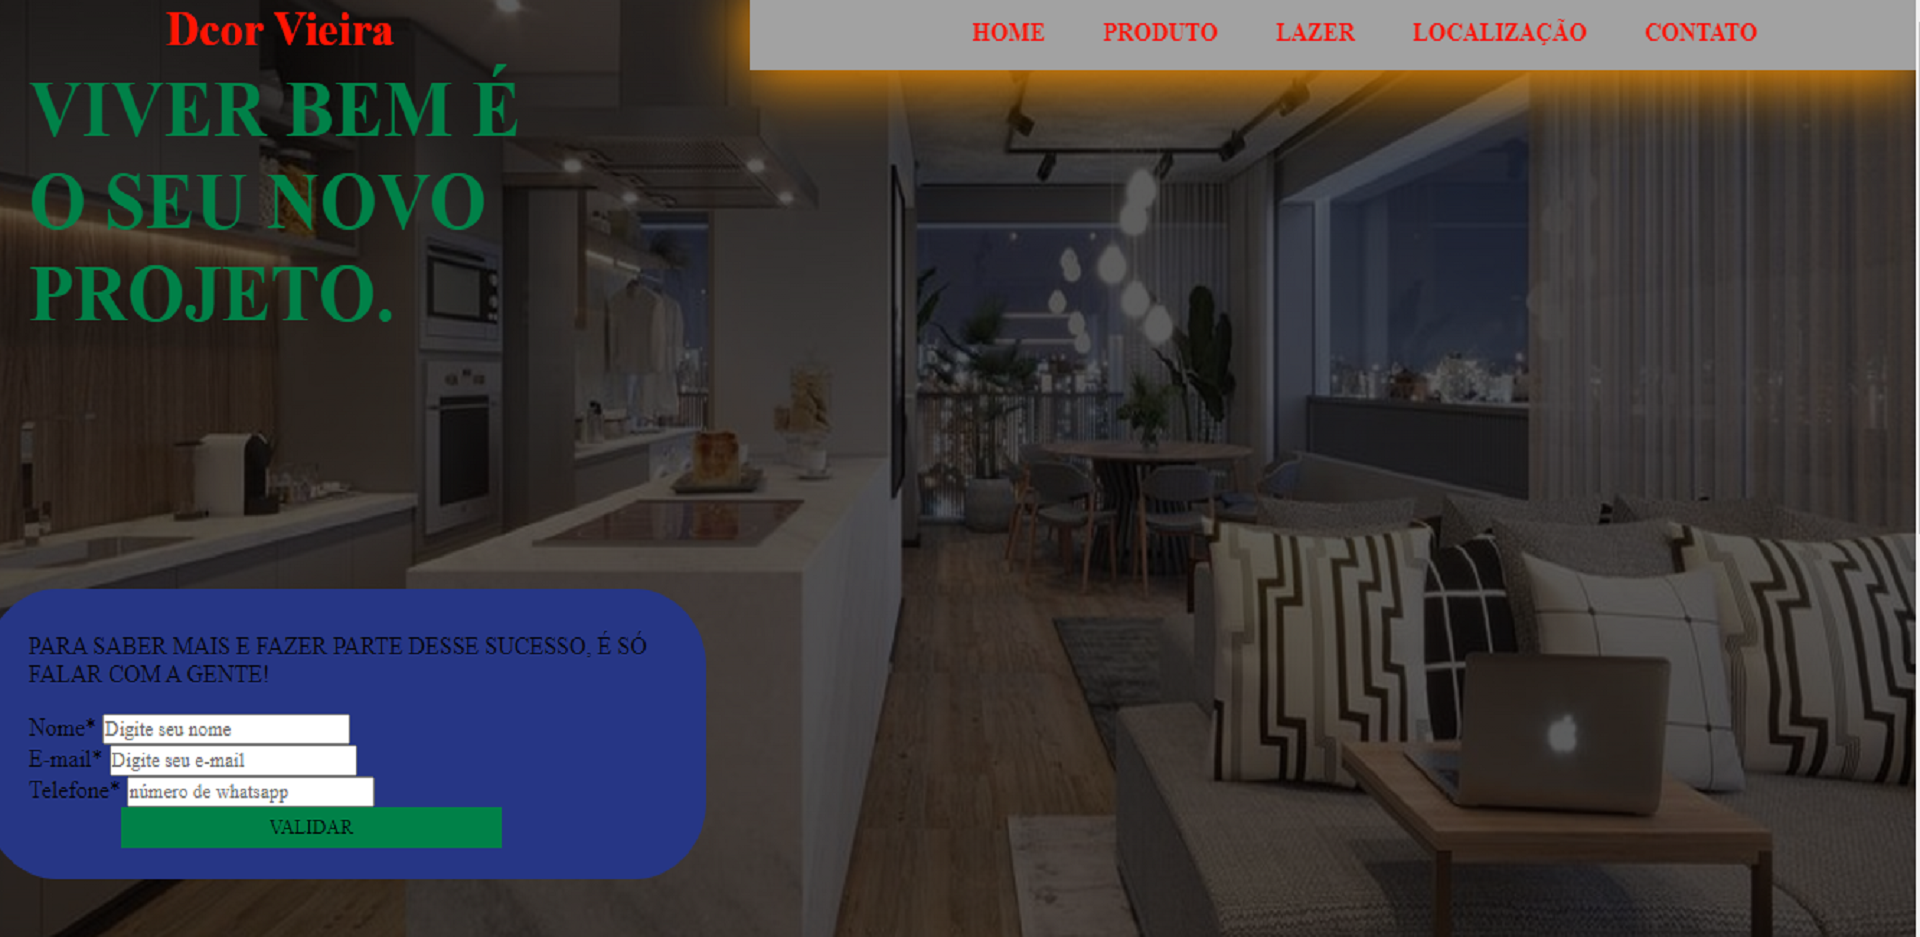 Dcor Vieira
HOME PRODUTO LAZER LOCALIZAÇÃO CONTATO
VIVER BEM É
O SEU NOVO
PROJETO.
PARA SABER MAIS E FAZER PARTE DESSE SUCESSO, É SÓ
FALAR COM A GENTE!
Nome* Digite seu nome
E-mail* Digite seu e-mail
Telefone* número de whatsapp
VALIDAR